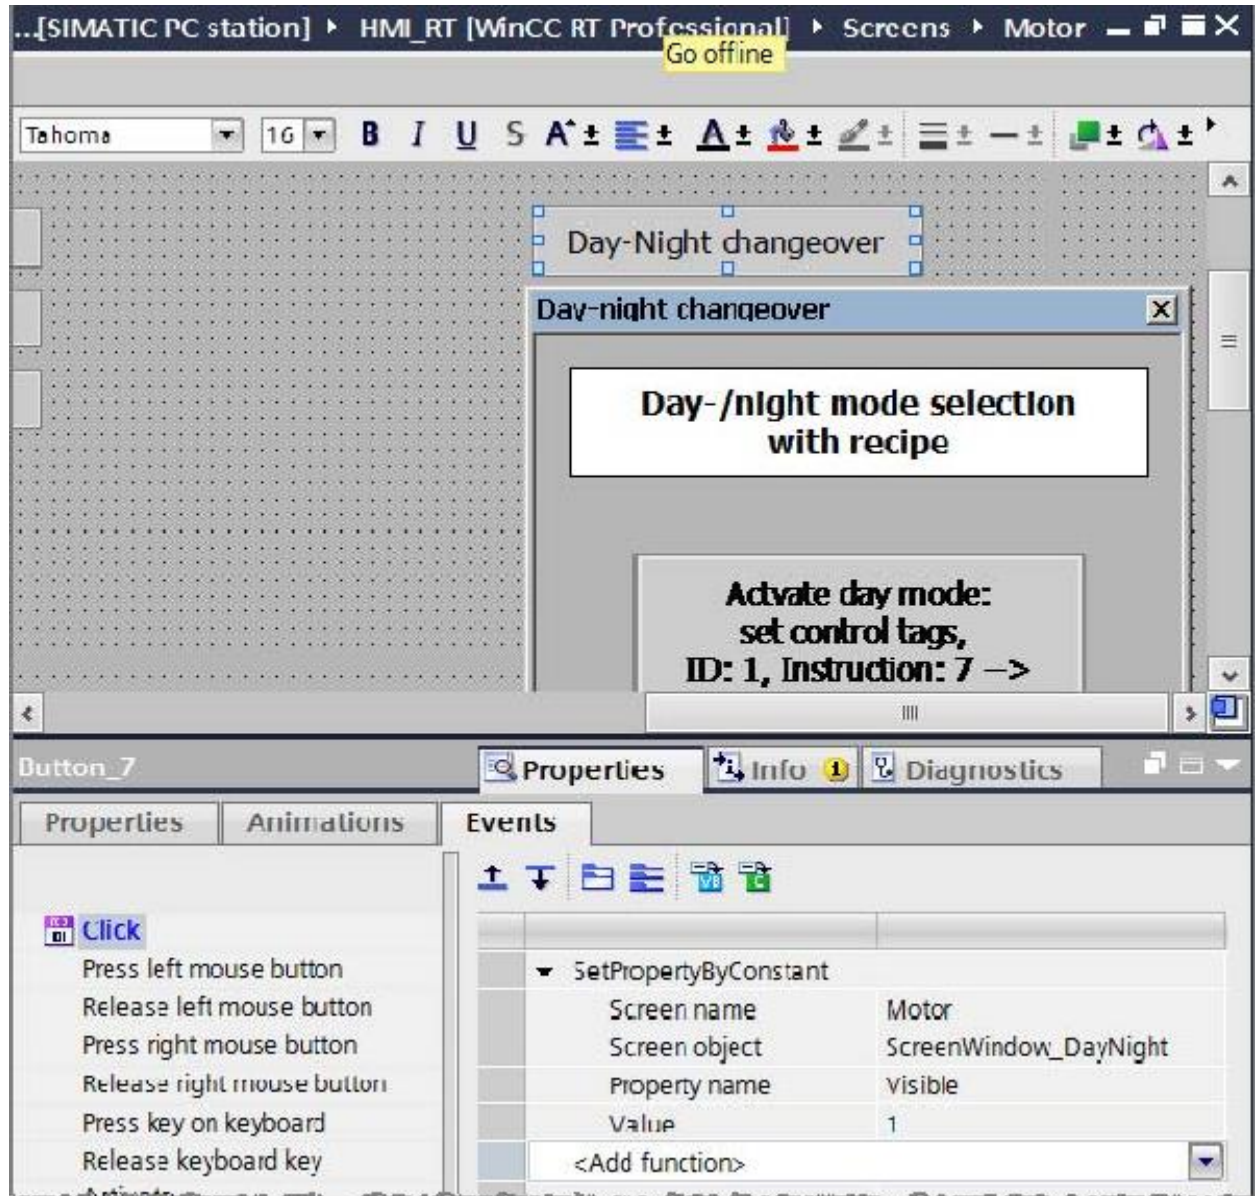 ...[SIMATIC PC station] ▸ HMI_RT [WinCC RT Professional] ▸ Screens ▸ Motor
Go offline
Tahoma 16 B I U S A A
Day-Night changeover
Day-night changeover
Day-/night mode selection
with recipe
Actvate day mode:
set control tags,
ID: 1, Instruction: 7 -->
Button_7 Properties Info 1 Diagnostics
Properties Animations Events
Click
Press left mouse button
Release left mouse button
Press right mouse button
Release right mouse button
Press key on keyboard
Release keyboard key
SetPropertyByConstant
Screen name Motor
Screen object ScreenWindow_DayNight
Property name Visible
Value 1
<Add function>